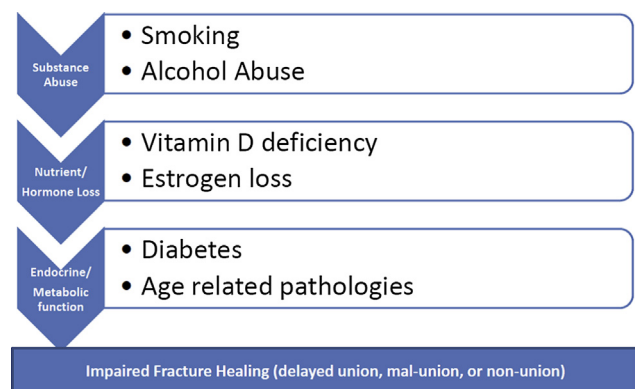 Substance
Abuse
• Smoking
• Alcohol Abuse
Nutrient/
Hormone Loss
• Vitamin D deficiency
• Estrogen loss
Endocrine/
Metabolic
function
• Diabetes
• Age related pathologies
Impaired Fracture Healing (delayed union, mal-union, or non-union)